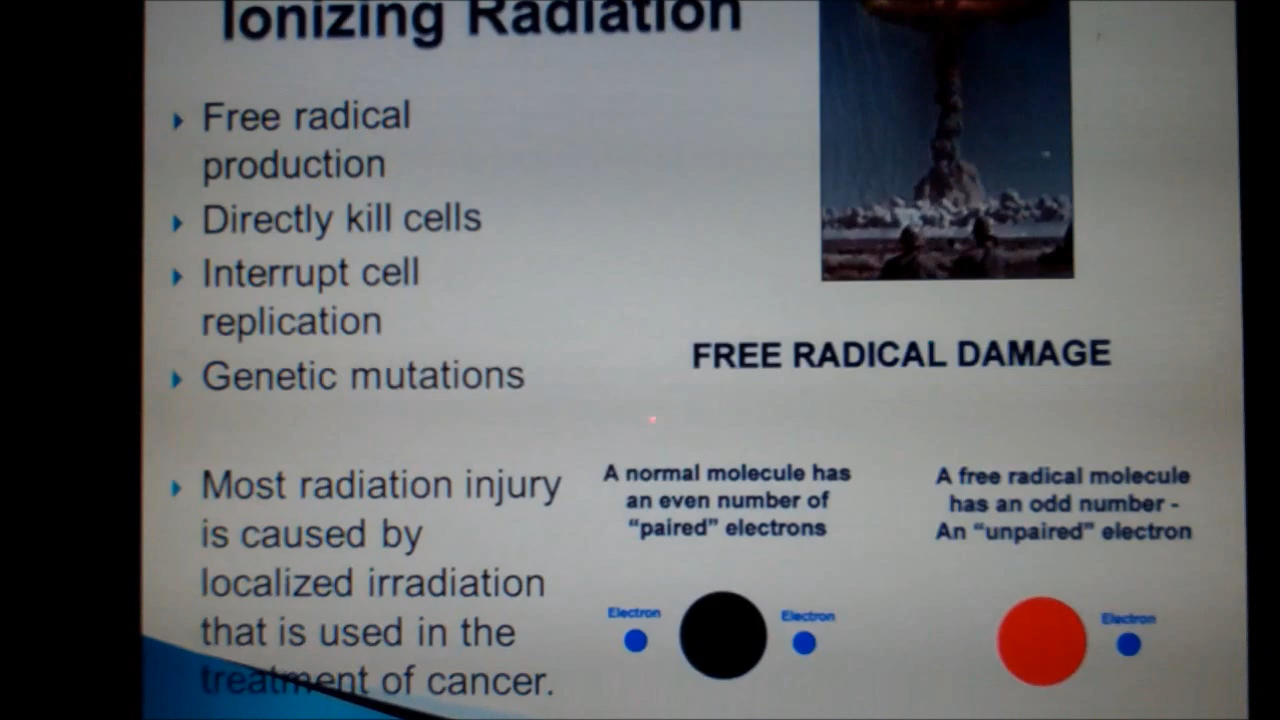 Ionizing Radiation
Free radical
production
Directly kill cells
Interrupt cell
replication
Genetic mutations
Most radiation injury
is caused by
localized irradiation
that is used in the
treatment of cancer.
FREE RADICAL DAMAGE
A normal molecule has
an even number of
“paired” electrons
A free radical molecule
has an odd number -
An “unpaired” electron
Electron
Electron
Electron